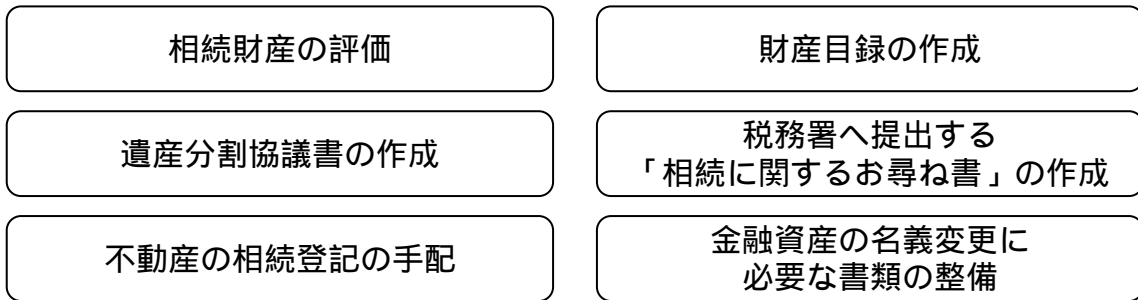 相続財産の評価
財産目録の作成
遺産分割協議書の作成
税務署へ提出する
「相続に関するお尋ね書」の作成
不動産の相続登記の手配
金融資産の名義変更に
必要な書類の整備